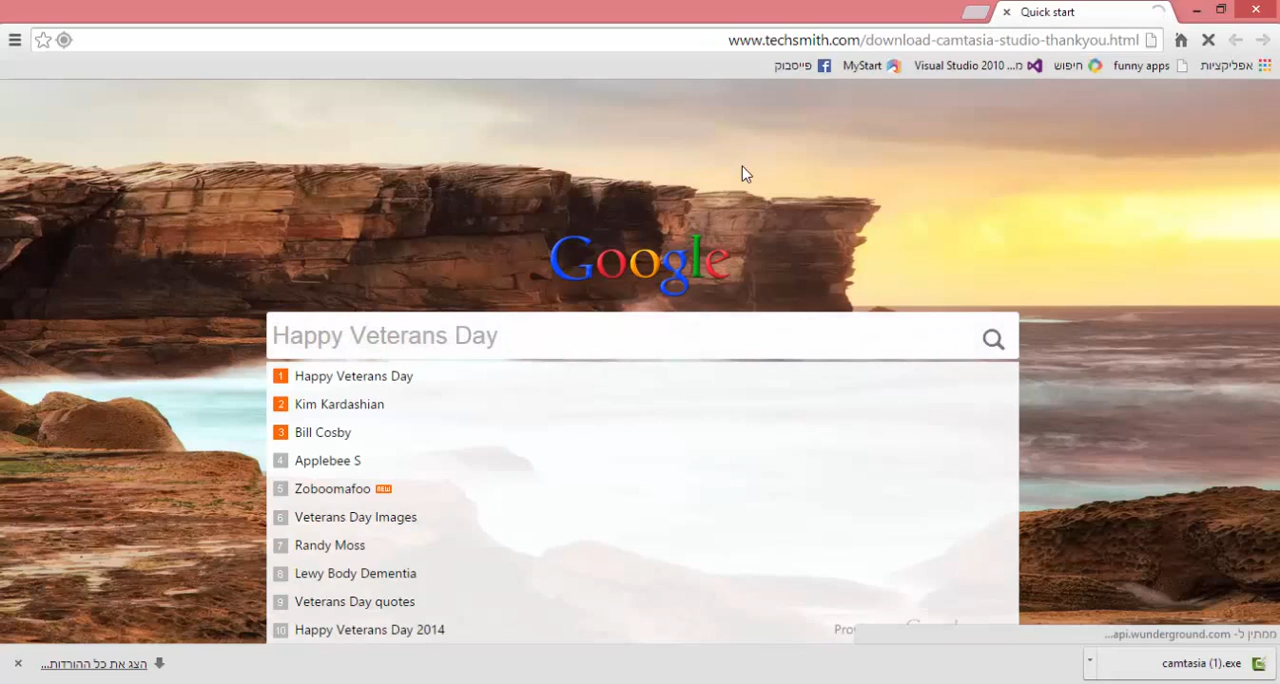 Quick start
www.techsmith.com/download-camtasia-studio-thankyou.html
אפליקציות
funny apps
חיפוש
Visual Studio 2010 ...מ
MyStart
פייסבוק
Google
Happy Veterans Day
1 Happy Veterans Day
2 Kim Kardashian
3 Bill Cosby
4 Applebee S
5 Zoboomafoo NEW
6 Veterans Day Images
7 Randy Moss
8 Lewy Body Dementia
9 Veterans Day quotes
10 Happy Veterans Day 2014
ממתין ל- api.wunderground.com...
הצג את כל ההורדות...
camtasia (1).exe